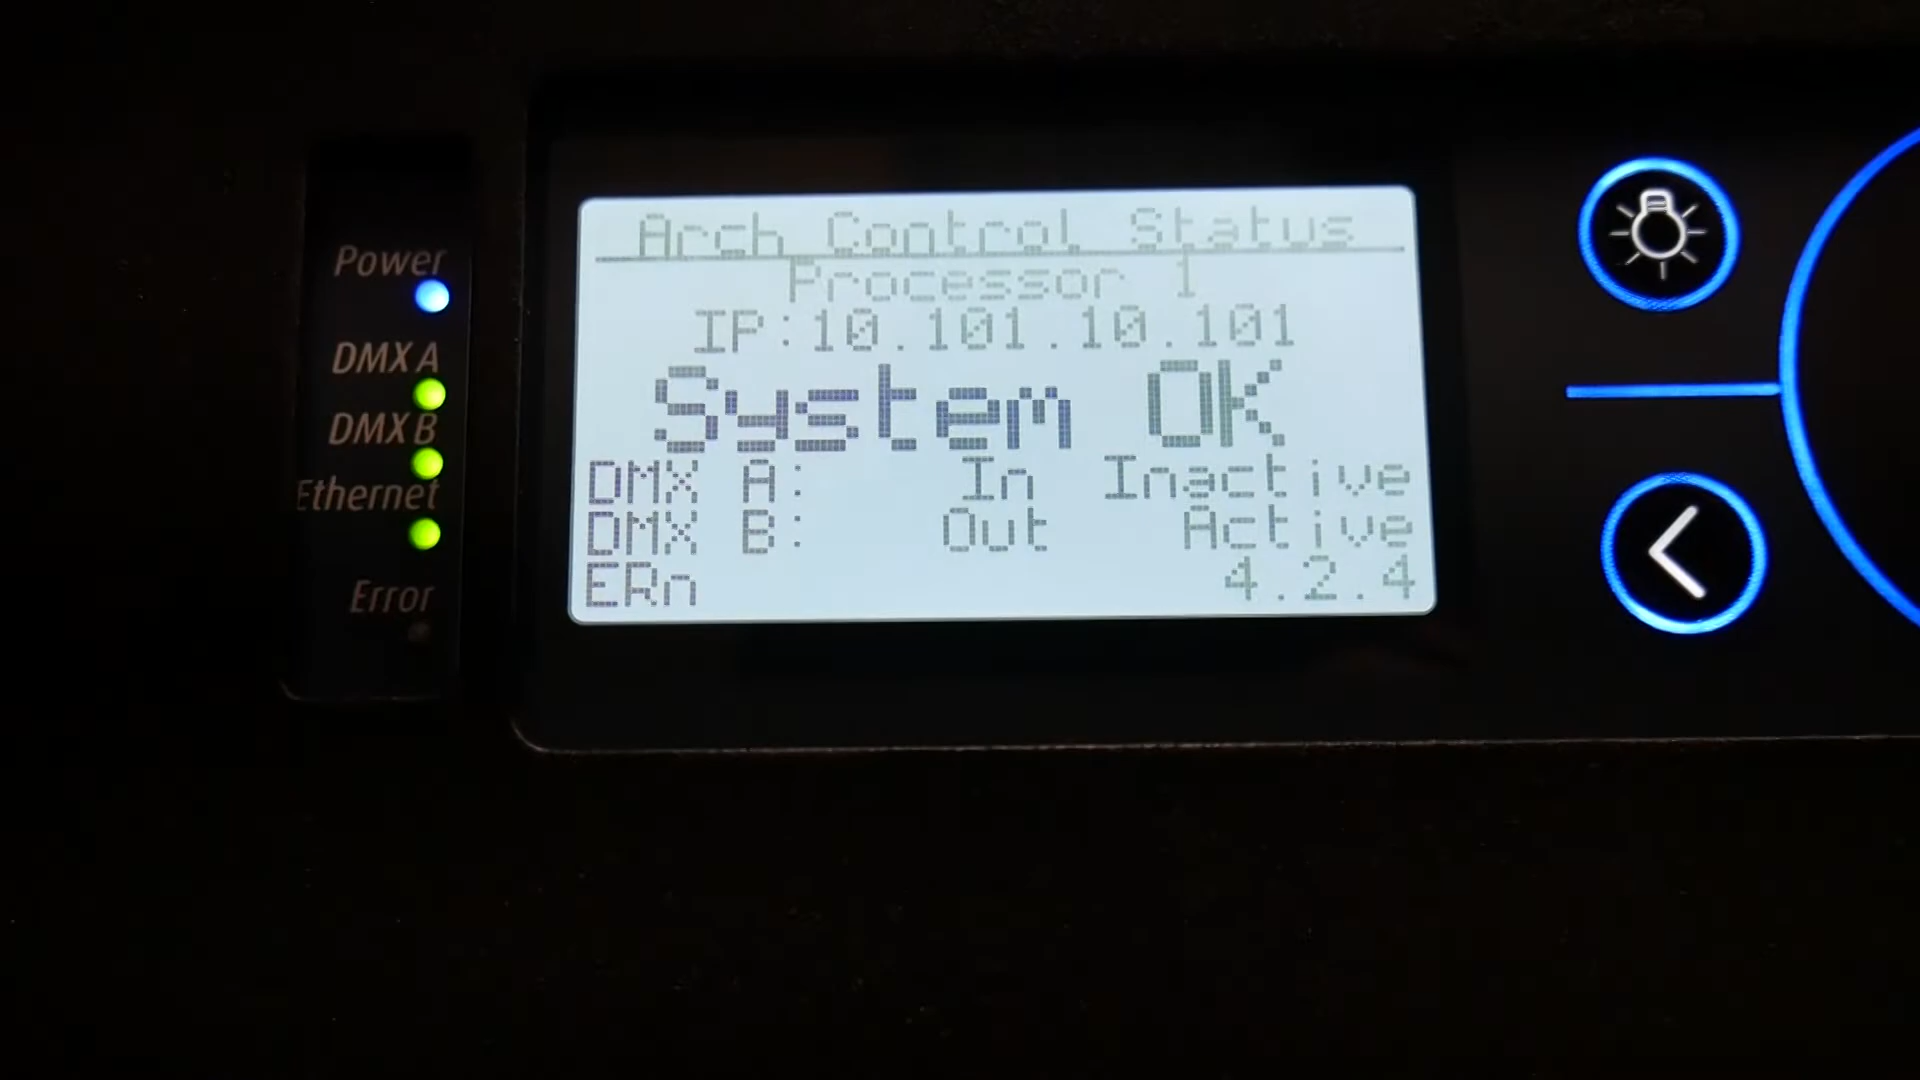 Power
DMX A
DMX B
Ethernet
Error
Arch Control Status
Processor 1
IP:10.101.10.101
System OK
DMX A: In Inactive
DMX B: Out Active
ERn 4.2.4